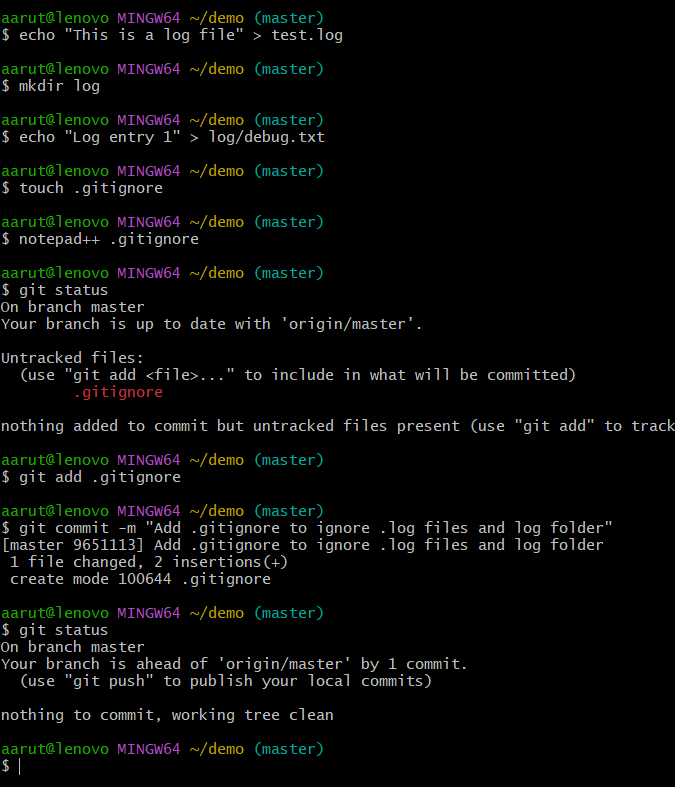 aarut@lenovo MINGW64 ~/demo (master)
$ echo "This is a log file" > test.log
aarut@lenovo MINGW64 ~/demo (master)
$ mkdir log
aarut@lenovo MINGW64 ~/demo (master)
$ echo "Log entry 1" > log/debug.txt
aarut@lenovo MINGW64 ~/demo (master)
$ touch .gitignore
aarut@lenovo MINGW64 ~/demo (master)
$ notepad++ .gitignore
aarut@lenovo MINGW64 ~/demo (master)
$ git status
On branch master
Your branch is up to date with 'origin/master'.
Untracked files:
  (use "git add <file>..." to include in what will be committed)
        .gitignore
nothing added to commit but untracked files present (use "git add" to track
aarut@lenovo MINGW64 ~/demo (master)
$ git add .gitignore
aarut@lenovo MINGW64 ~/demo (master)
$ git commit -m "Add .gitignore to ignore .log files and log folder"
[master 9651113] Add .gitignore to ignore .log files and log folder
 1 file changed, 2 insertions(+)
 create mode 100644 .gitignore
aarut@lenovo MINGW64 ~/demo (master)
$ git status
On branch master
Your branch is ahead of 'origin/master' by 1 commit.
  (use "git push" to publish your local commits)
nothing to commit, working tree clean
aarut@lenovo MINGW64 ~/demo (master)
$